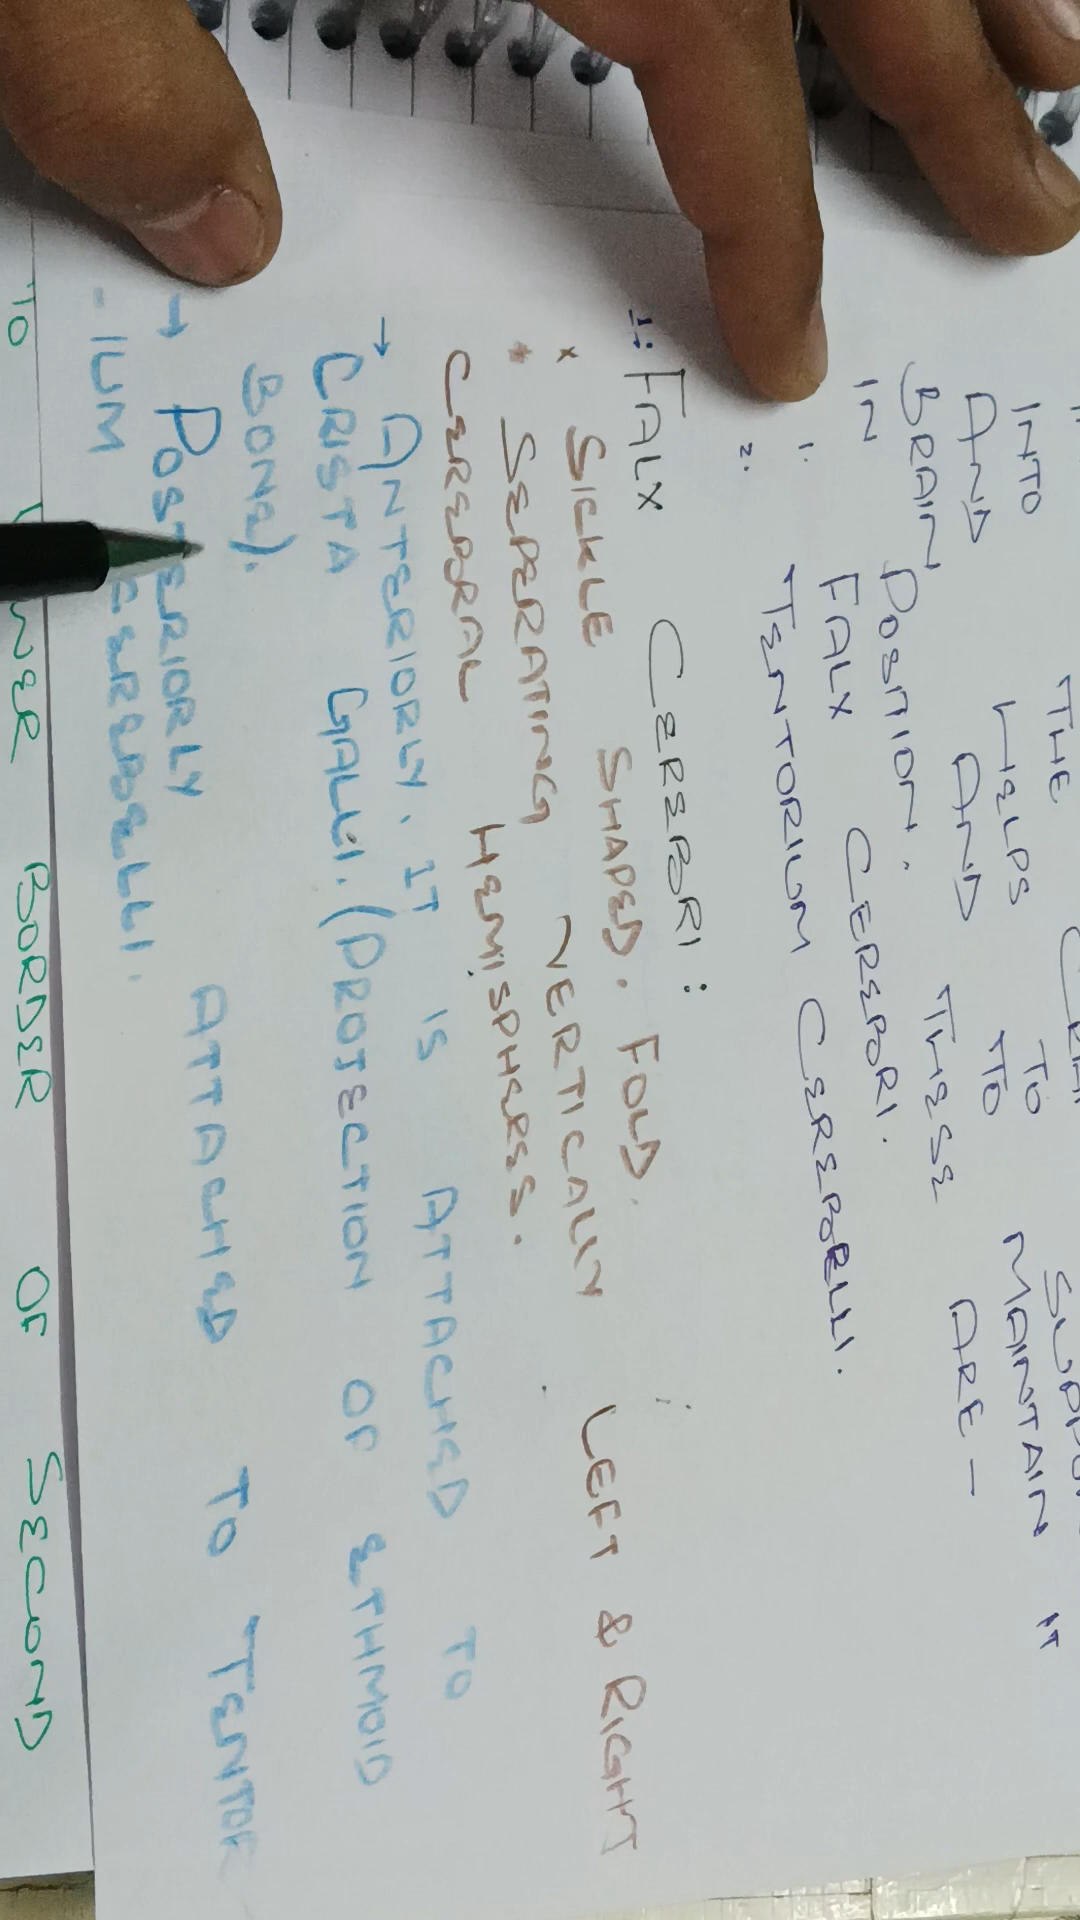 INTO THE
AND HELPS TO
BRAIN AND TO MAINTAIN IT
IN POSITION. THESE ARE –
1. FALX CEREBRI.
2. TENTORIUM CEREBELLI.
1: FALX CEREBRI :
x SICKLE SHAPED. FOLD.
* SEPERATING VERTICALLY LEFT & RIGHT
CEREBRAL HEMISPHERES.
→ ANTERIORLY, IT IS ATTACHED TO
CRISTA GALLI. (PROJECTION OF ETHMOID
BONE).
→ POSTERIORLY ATTACHED TO TENTOR
-IUM CEREBELLI.
TO BORDER OF SECOND